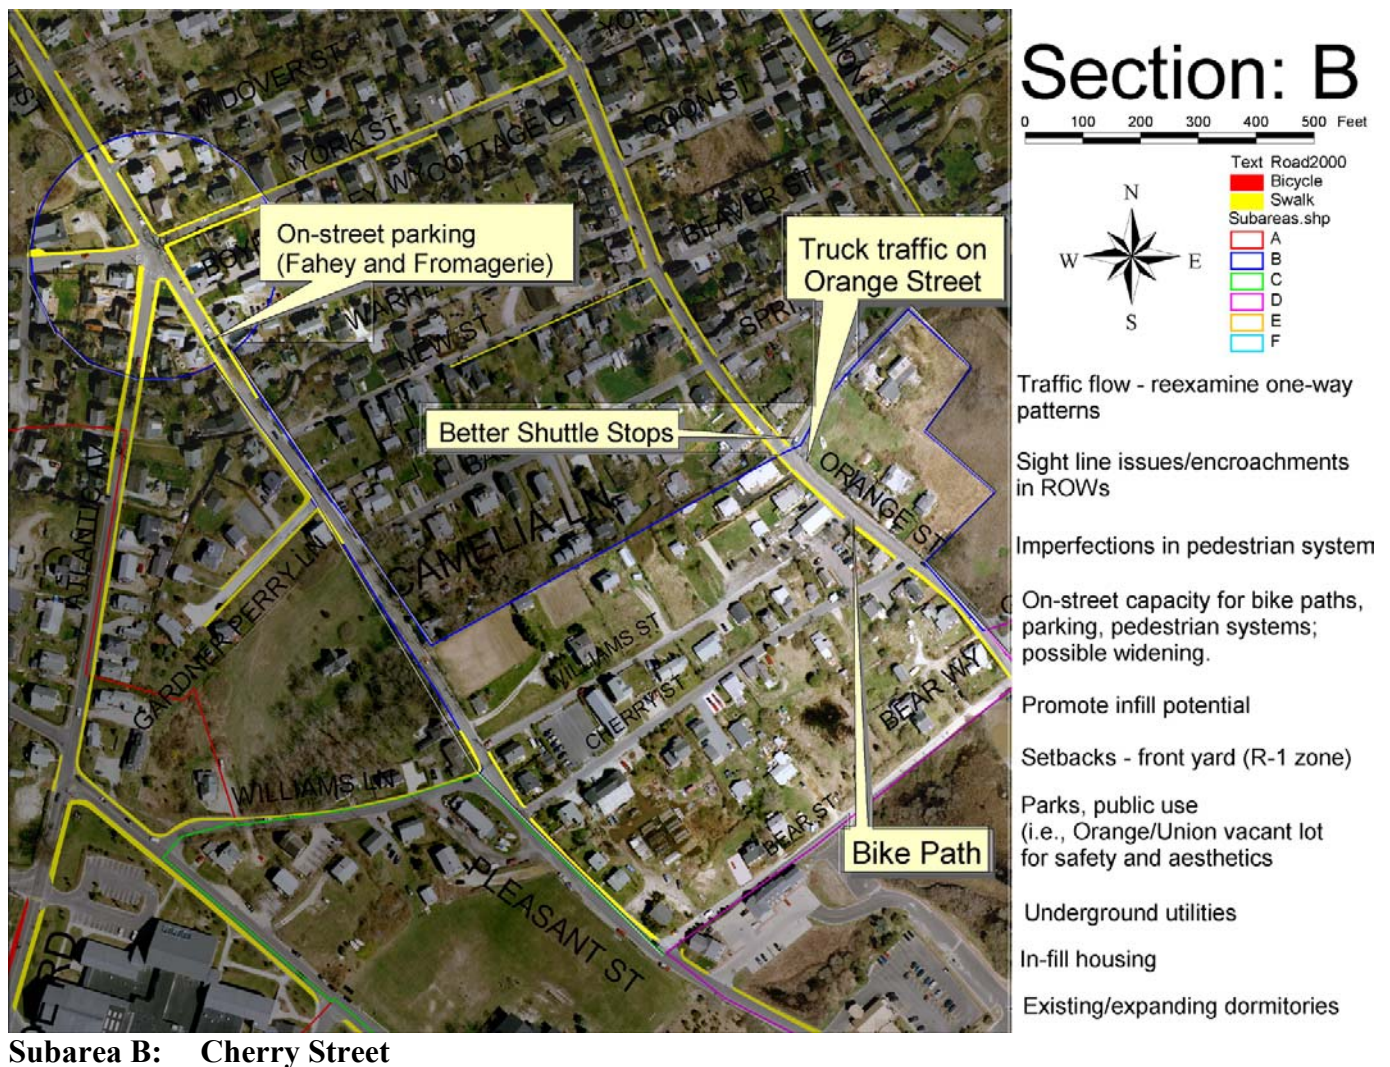 Section: B
0 100 200 300 400 500 Feet
Text Road2000
Bicycle
Swalk
Subareas.shp
A
B
C
D
E
F
N
W E
S
Traffic flow - reexamine one-way
patterns
Sight line issues/encroachments
in ROWs
Imperfections in pedestrian system
On-street capacity for bike paths,
parking, pedestrian systems;
possible widening.
Promote infill potential
Setbacks - front yard (R-1 zone)
Parks, public use
(i.e., Orange/Union vacant lot
for safety and aesthetics
Underground utilities
In-fill housing
Existing/expanding dormitories
WIDOVER ST
YORK ST
COTTAGE CT
COON ST
UNION ST
BEAVER ST
On-street parking
(Fahey and Fromagerie)
Truck traffic on
Orange Street
NEW ST
Better Shuttle Stops
ORANGE ST
CAMELIA LN
GARDNER PERRY LN
WILLIAMS ST
CHERRY ST
BEAR WY
WILLIAMS LN
BEAR ST
Bike Path
PLEASANT ST
Subarea B: Cherry Street